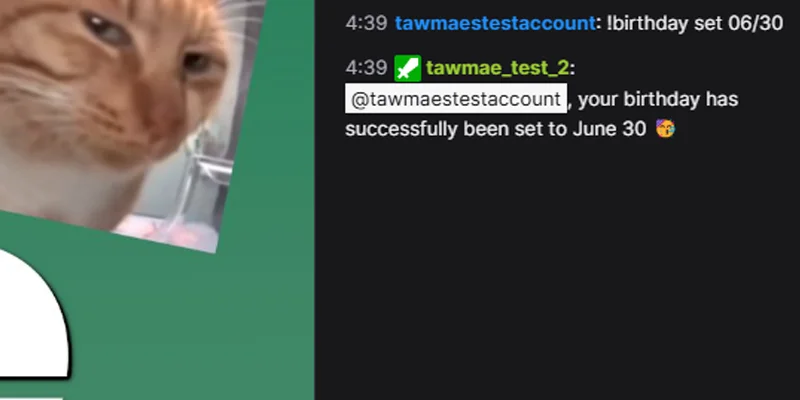 4:39 tawmaestestaccount: !birthday set 06/30
4:39 tawmae_test_2:
@tawmaestestaccount, your birthday has
successfully been set to June 30 🥳